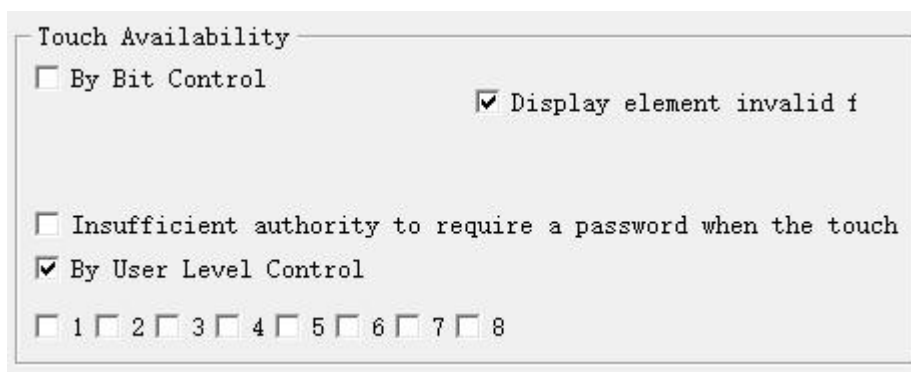 Touch Availability
By Bit Control
Display element invalid f
Insufficient authority to require a password when the touch
By User Level Control
1 2 3 4 5 6 7 8